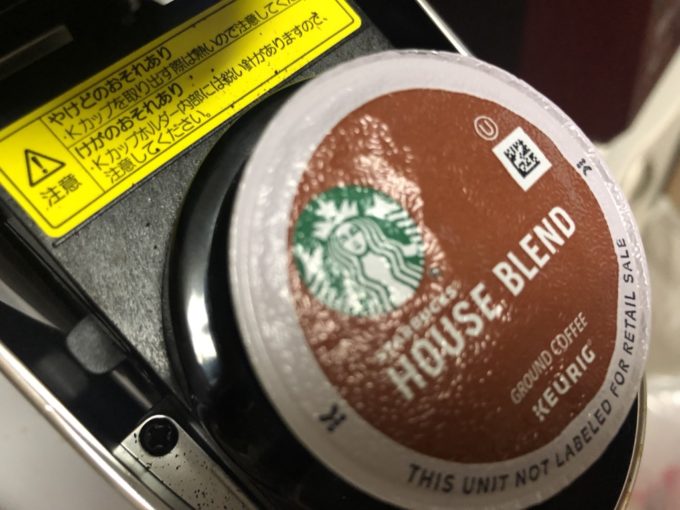 やけどのおそれあり
・Kカップを取り出す際は熱いので注意してくだ
けがのおそれあり
・Kカップホルダー内部には鋭い針がありますので、
注意してください。
注意
U
K
STARBUCKS
HOUSE BLEND
GROUND COFFEE
KEURIG
K
THIS UNIT NOT LABELED FOR RETAIL SALE